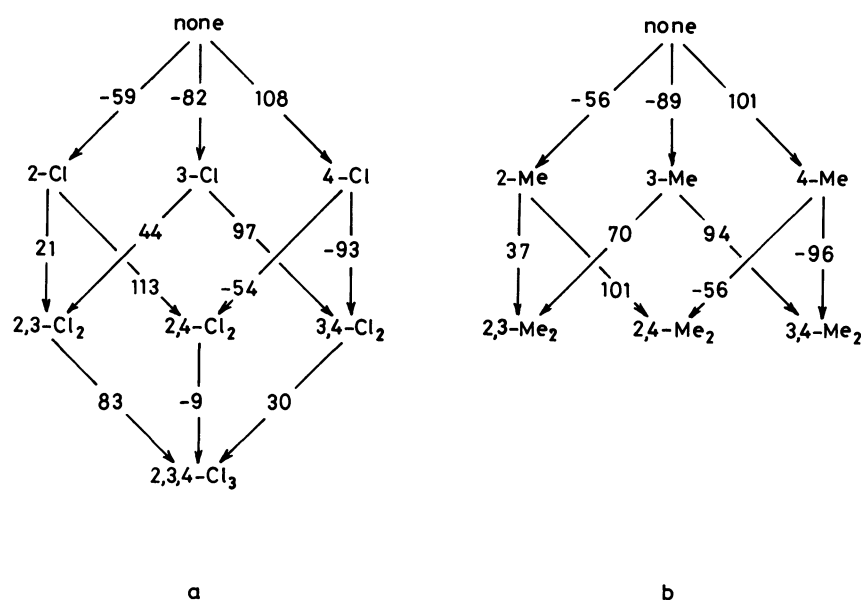 none none
-59 -82 108 -56 -89 101
2-Cl 3-Cl 4-Cl 2-Me 3-Me 4-Me
21 44 97 -93 37 70 94 -96
113 -54 101 -56
2,3-Cl₂ 2,4-Cl₂ 3,4-Cl₂ 2,3-Me₂ 2,4-Me₂ 3,4-Me₂
83 -9 30
2,3,4-Cl₃
a b